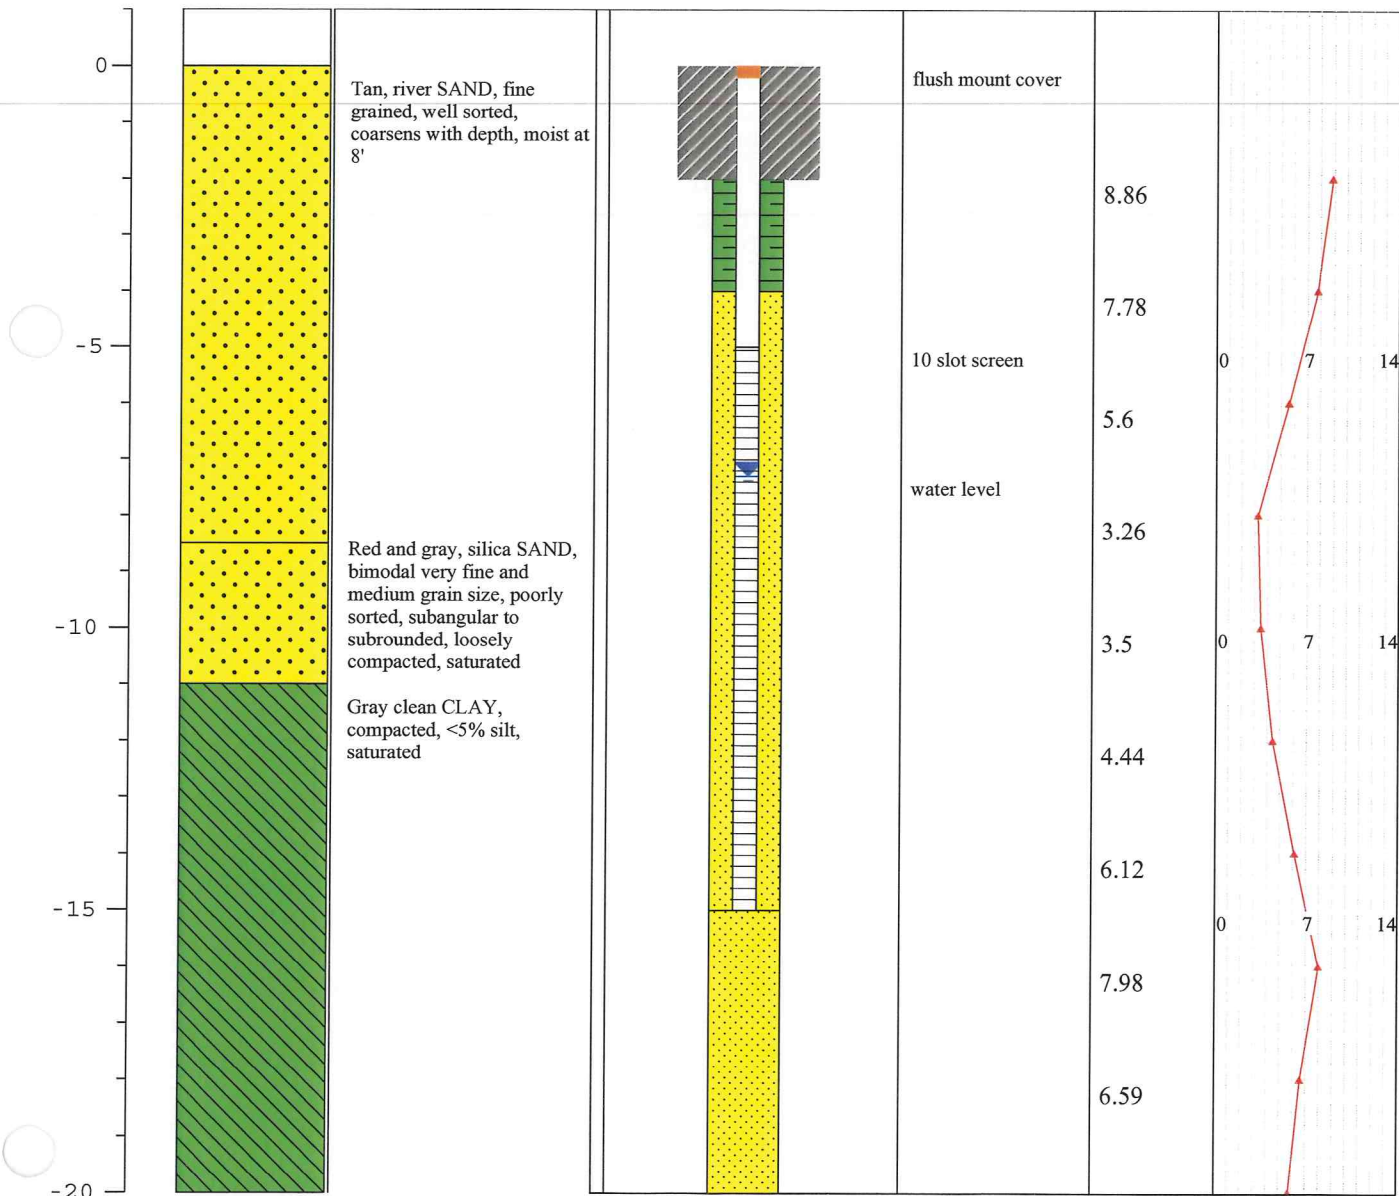 0
Tan, river SAND, fine
grained, well sorted,
coarsens with depth, moist at
8'
flush mount cover
8.86
7.78
-5
10 slot screen
0 7 14
5.6
water level
3.26
Red and gray, silica SAND,
bimodal very fine and
medium grain size, poorly
sorted, subangular to
subrounded, loosely
compacted, saturated
-10
3.5
0 7 14
Gray clean CLAY,
compacted, <5% silt,
saturated
4.44
6.12
-15
0 7 14
7.98
6.59
-20